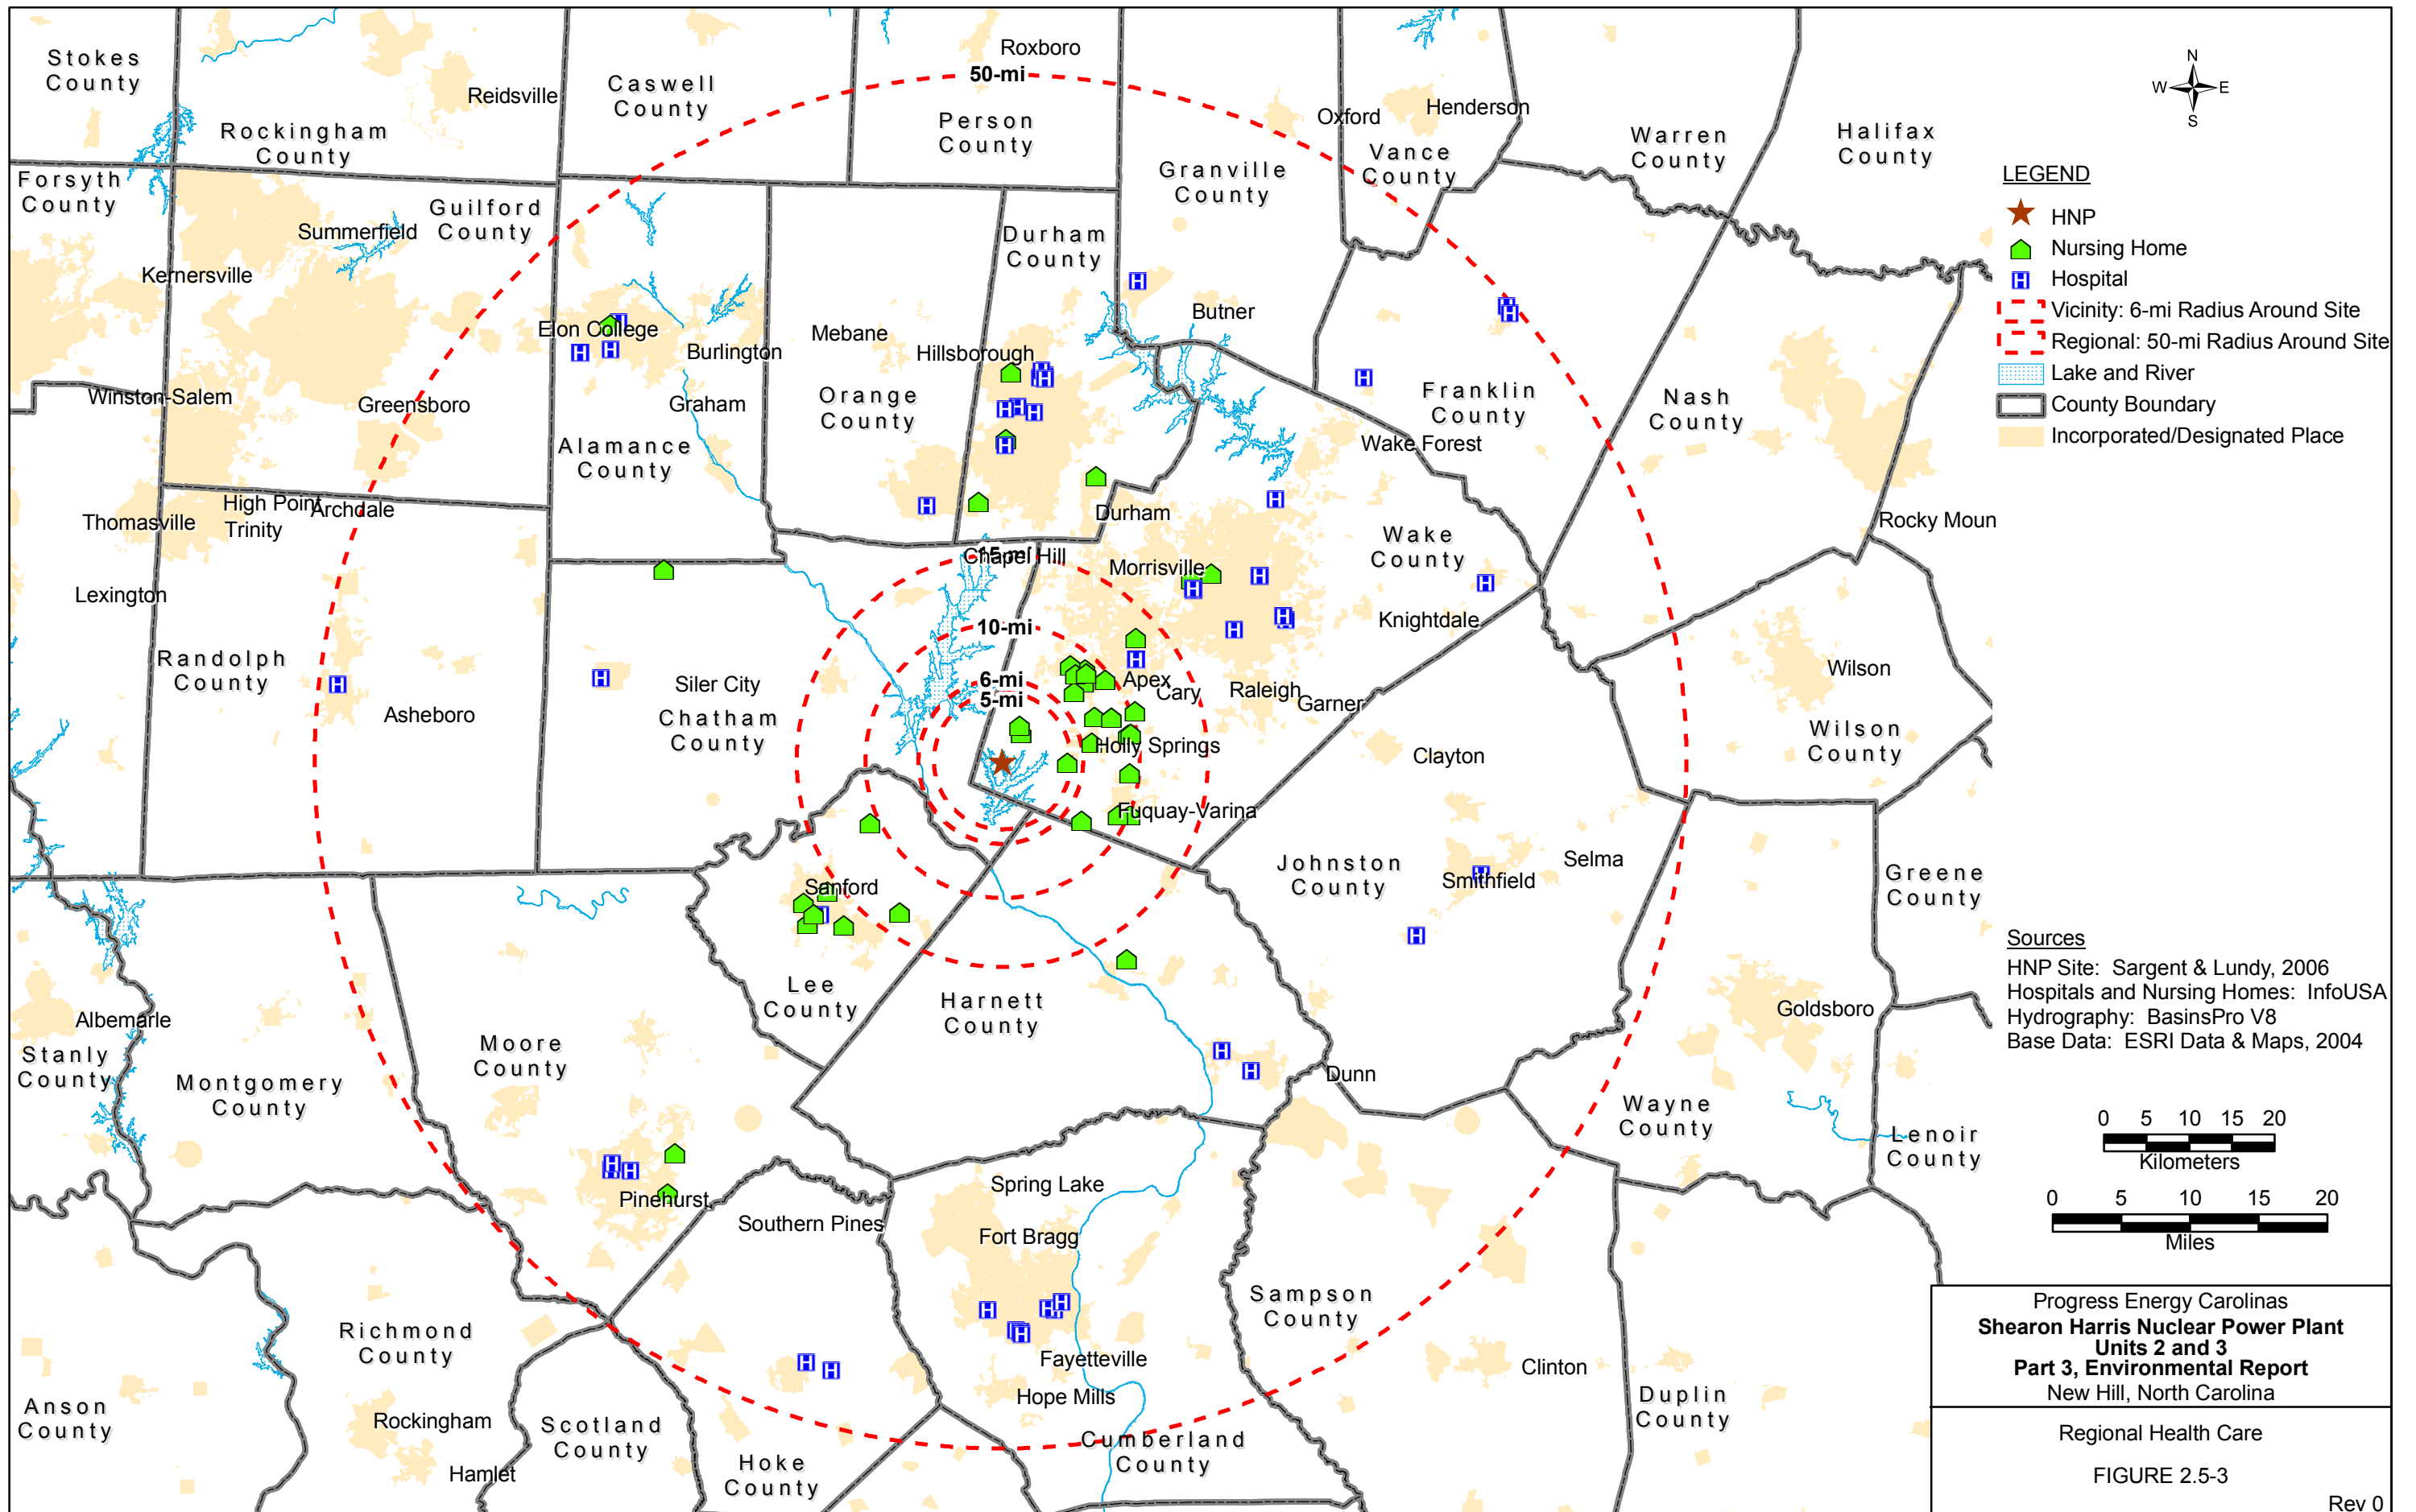 Stokes
County
Rockingham
County
Reidsville
Caswell
County
Roxboro
50-mi
Person
County
Granville
County
Oxford
Henderson
Vance
County
Warren
County
Halifax
County
N
W
E
S
Forsyth
County
Summerfield
Guilford
County
Kernersville
Durham
County
Elon College
Burlington
Mebane
Hillsborough
Butner
Winston-Salem
Greensboro
Graham
Orange
County
Alamance
County
Franklin
County
Nash
County
Wake Forest
Thomasville
High Point
Trinity
Archdale
Durham
Rocky Moun
Chapel Hill
15-mi
Morrisville
Wake
County
Lexington
Knightdale
10-mi
Randolph
County
Siler City
6-mi
5-mi
Apex
Cary
Raleigh
Garner
Wilson
Asheboro
Chatham
County
Holly Springs
Clayton
Wilson
County
Fuquay-Varina
Sanford
Johnston
County
Selma
Smithfield
Greene
County
Lee
County
Harnett
County
Goldsboro
Albemarle
Stanly
County
Montgomery
County
Moore
County
Dunn
Wayne
County
Lenoir
County
Pinehurst
Southern Pines
Spring Lake
Fort Bragg
Sampson
County
Richmond
County
Fayetteville
Hope Mills
Clinton
Duplin
County
Anson
County
Rockingham
Scotland
County
Hamlet
Hoke
County
Cumberland
County
LEGEND
HNP
Nursing Home
H Hospital
Vicinity: 6-mi Radius Around Site
Regional: 50-mi Radius Around Site
Lake and River
County Boundary
Incorporated/Designated Place
Sources
HNP Site: Sargent & Lundy, 2006
Hospitals and Nursing Homes: InfoUSA
Hydrography: BasinsPro V8
Base Data: ESRI Data & Maps, 2004
0 5 10 15 20
Kilometers
0 5 10 15 20
Miles
Progress Energy Carolinas
Shearon Harris Nuclear Power Plant
Units 2 and 3
Part 3, Environmental Report
New Hill, North Carolina
Regional Health Care
FIGURE 2.5-3
Rev 0